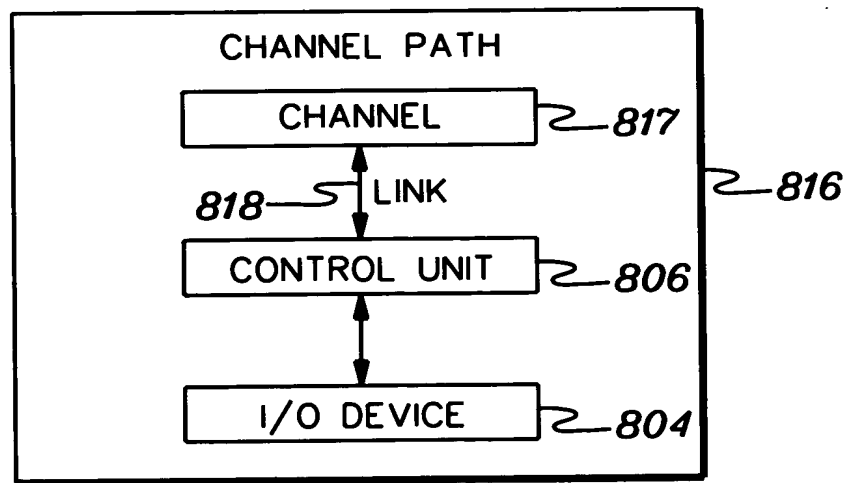 CHANNEL PATH
CHANNEL
817
818
LINK
816
CONTROL UNIT
806
I/O DEVICE
804